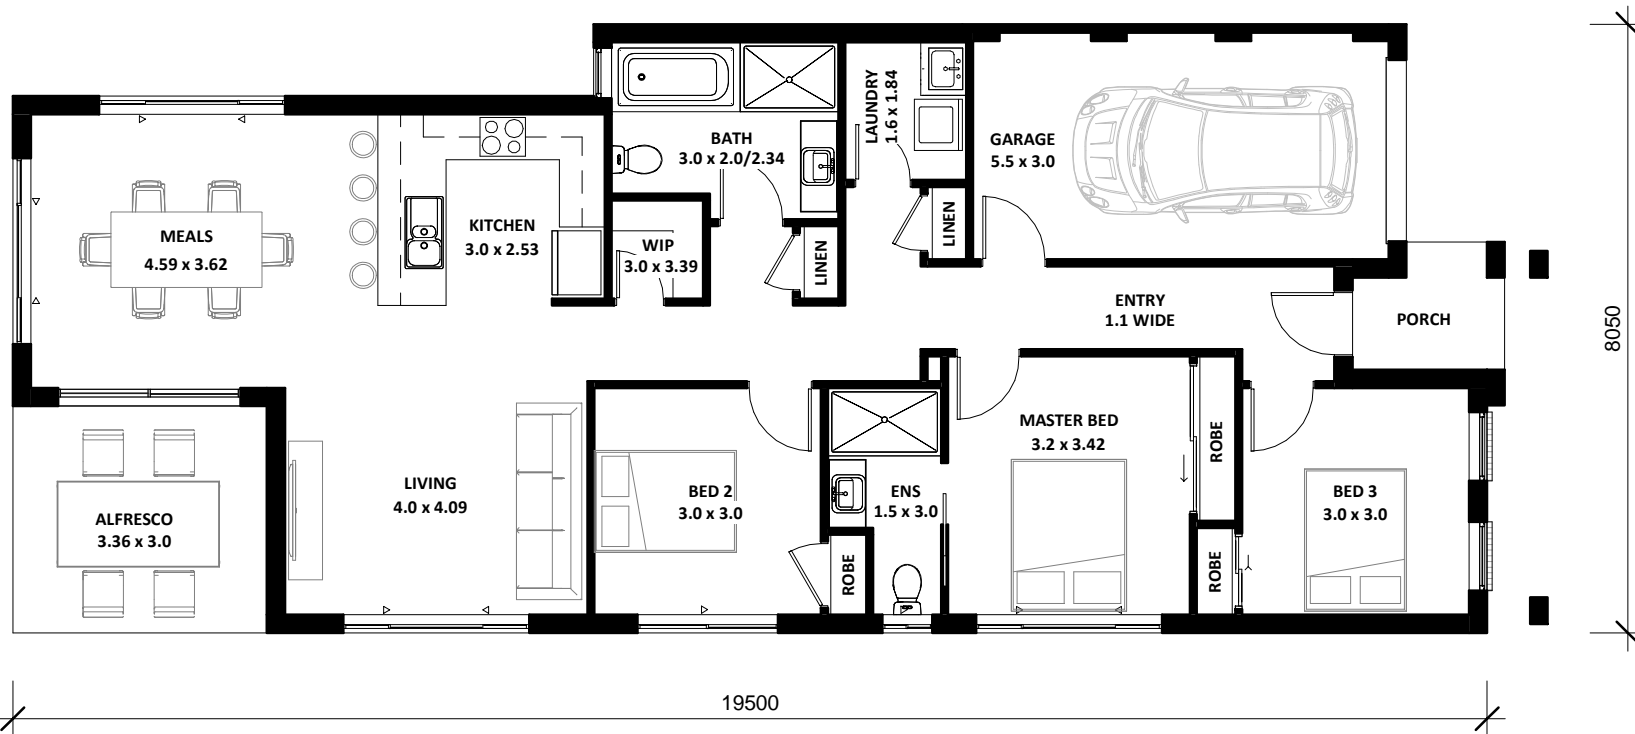 BATH
3.0 x 2.0/2.34
LAUNDRY
1.6 x 1.84
GARAGE
5.5 x 3.0
MEALS
4.59 x 3.62
KITCHEN
3.0 x 2.53
WIP
3.0 x 3.39
LINEN
LINEN
ENTRY
1.1 WIDE
PORCH
8050
ALFRESCO
3.36 x 3.0
LIVING
4.0 x 4.09
BED 2
3.0 x 3.0
ROBE
ENS
1.5 x 3.0
MASTER BED
3.2 x 3.42
ROBE
ROBE
BED 3
3.0 x 3.0
19500